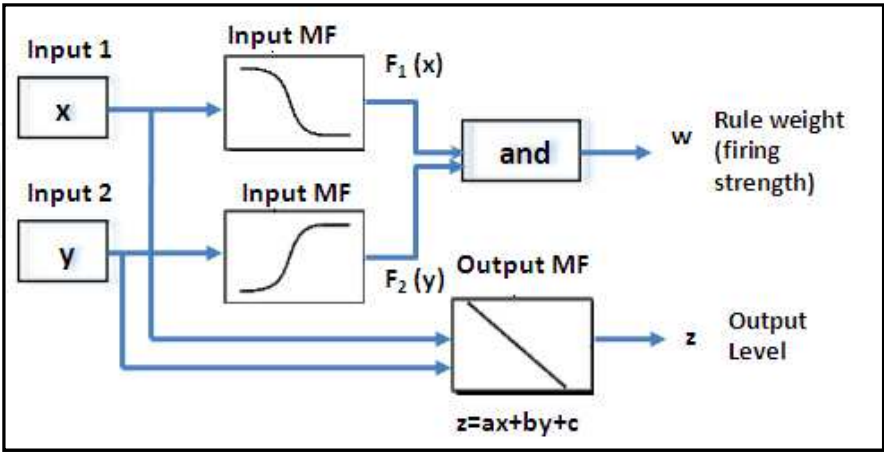 Input 1
x
Input MF
F₁ (x)
and
w
Rule weight
(firing
strength)
Input 2
y
Input MF
F₂ (y)
Output MF
z
Output
Level
z=ax+by+c